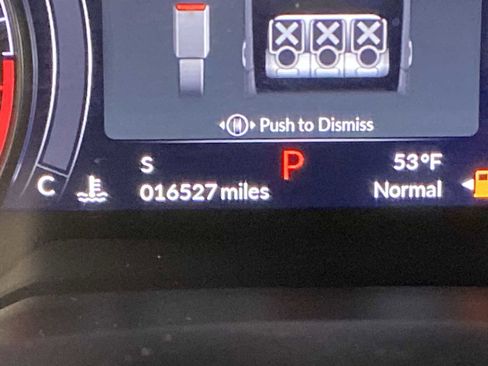 Push to Dismiss
S
P
53°F
C
016527 miles
Normal